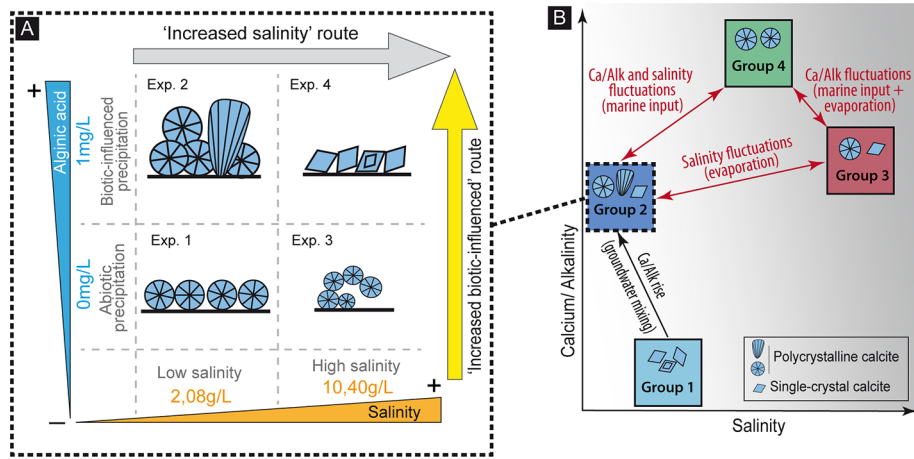 A
'Increased salinity' route
+
Alginic acid
1mg/L
Biotic-influenced
precipitation
0mg/L
Abiotic
precipitation
Exp. 2
Exp. 4
Exp. 1
Exp. 3
'Increased biotic-influenced' route
Low salinity
2,08g/L
High salinity
10,40g/L
+
Salinity
–
B
Calcium/ Alkalinity
Group 4
Ca/Alk and salinity
fluctuations
(marine input)
Ca/Alk fluctuations
(marine input +
evaporation)
Salinity fluctuations
(evaporation)
Group 3
Group 2
Ca/Alk rise
(groundwater mixing)
Group 1
Polycrystalline calcite
Single-crystal calcite
Salinity